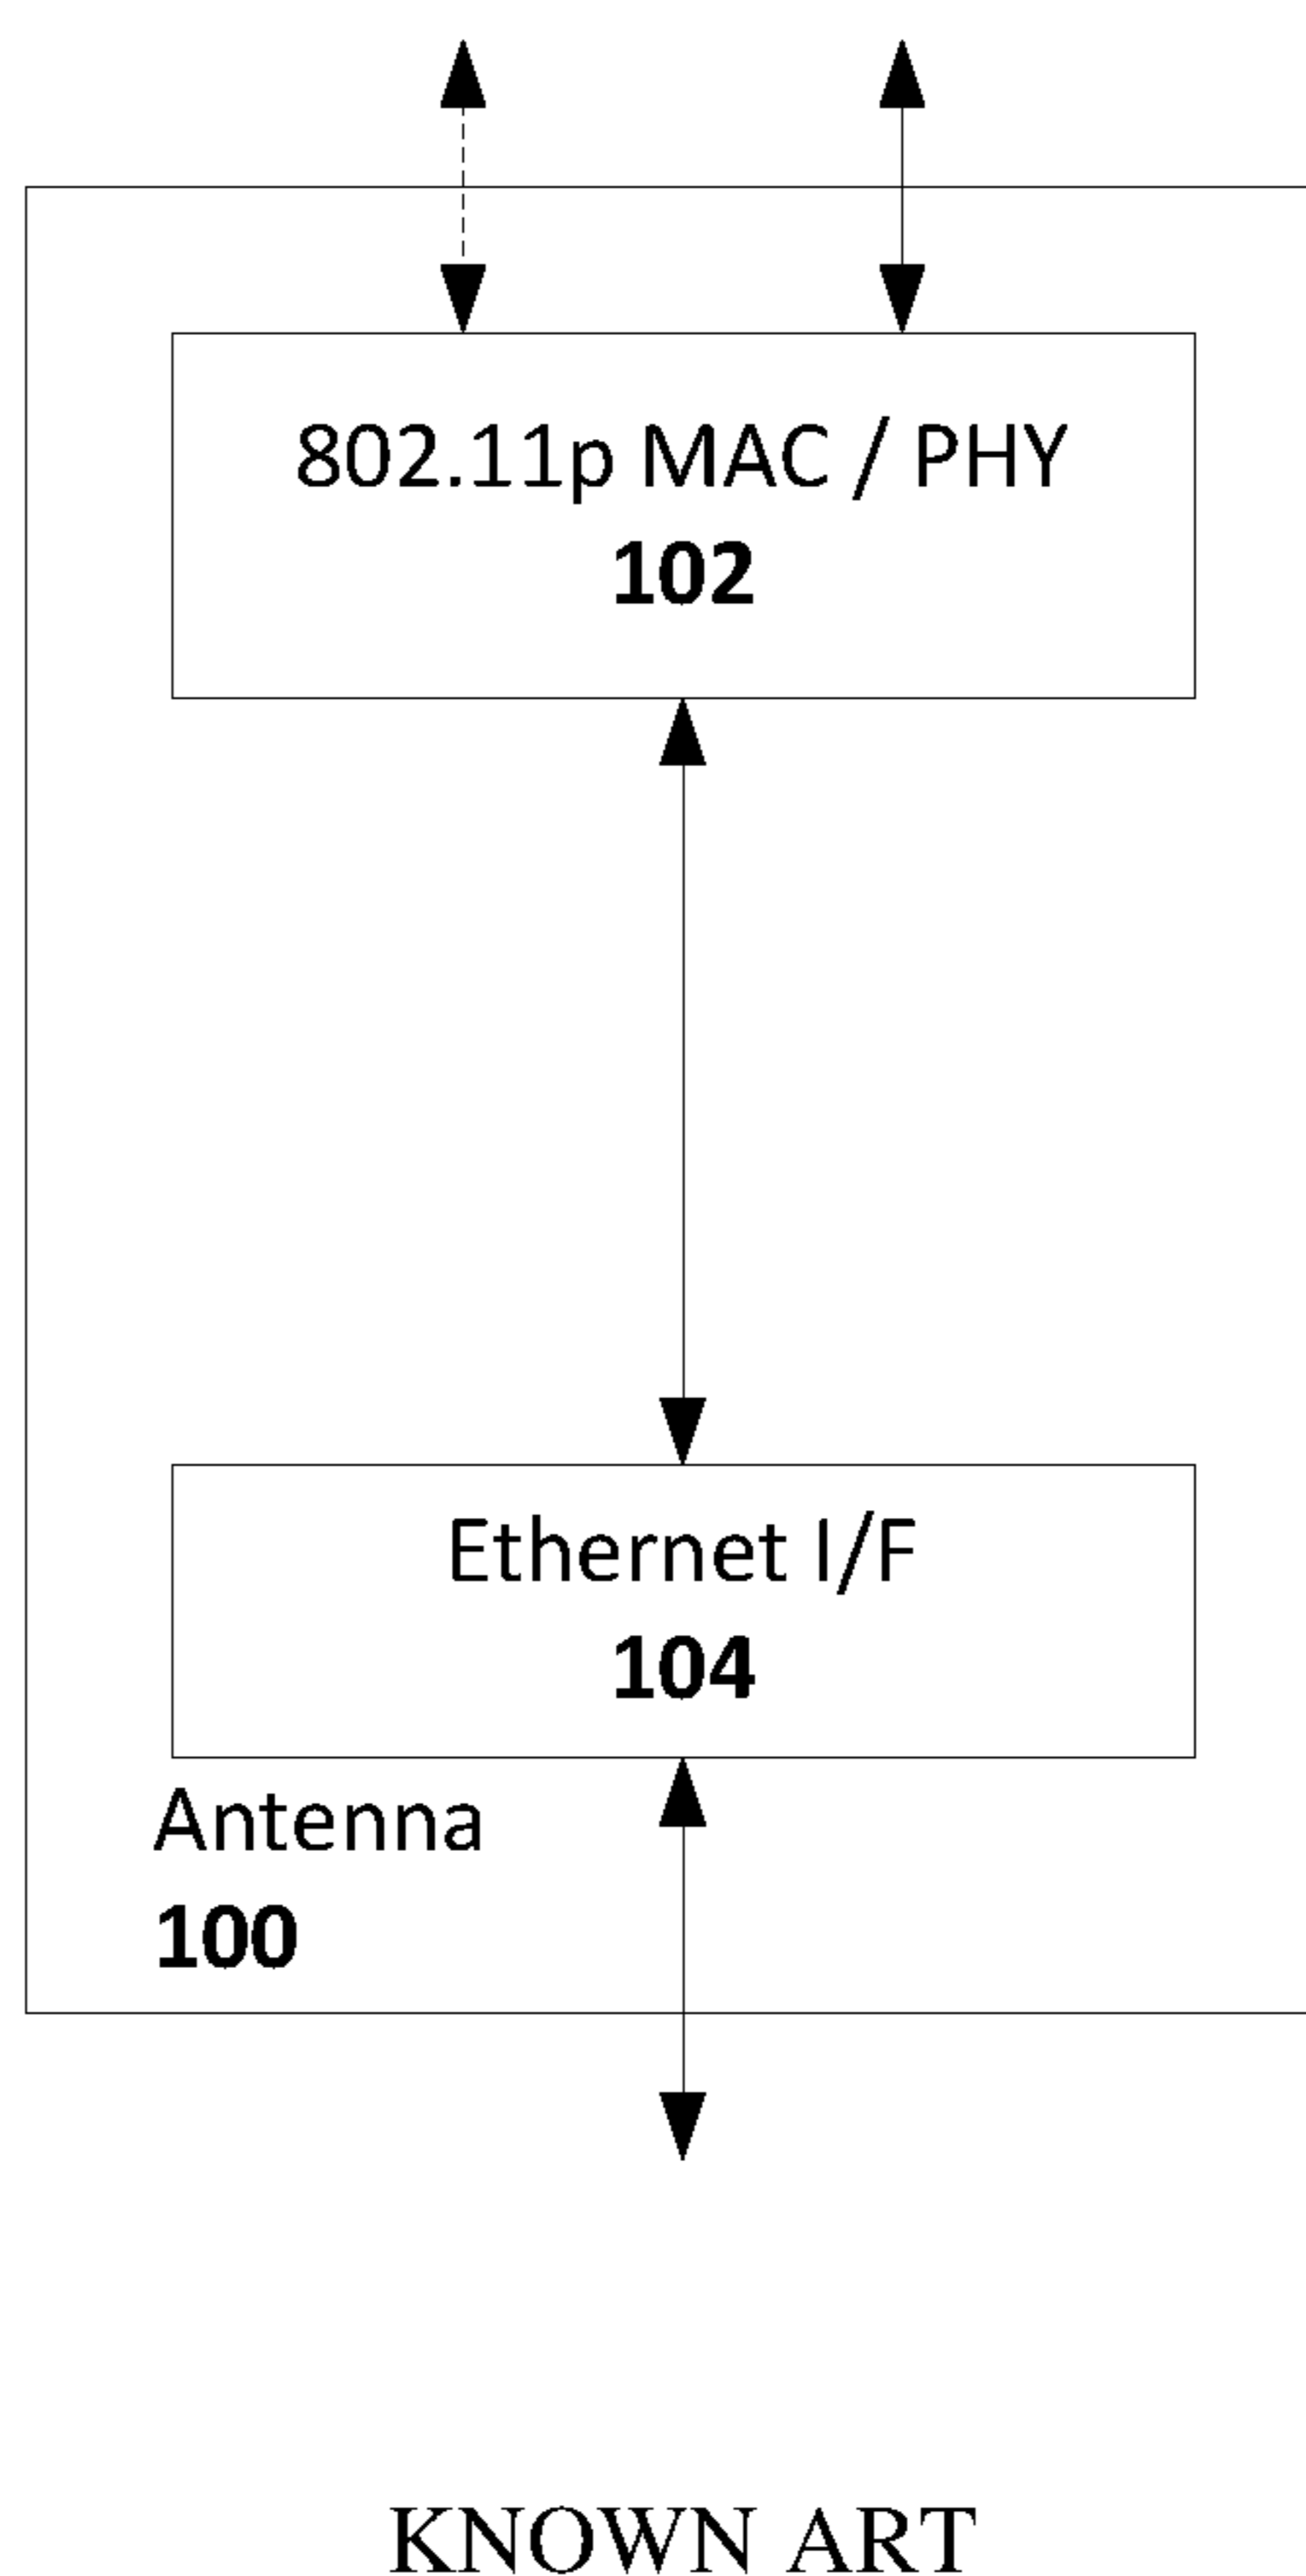 802.11p MAC / PHY
102
Ethernet I/F
104
Antenna
100
KNOWN ART